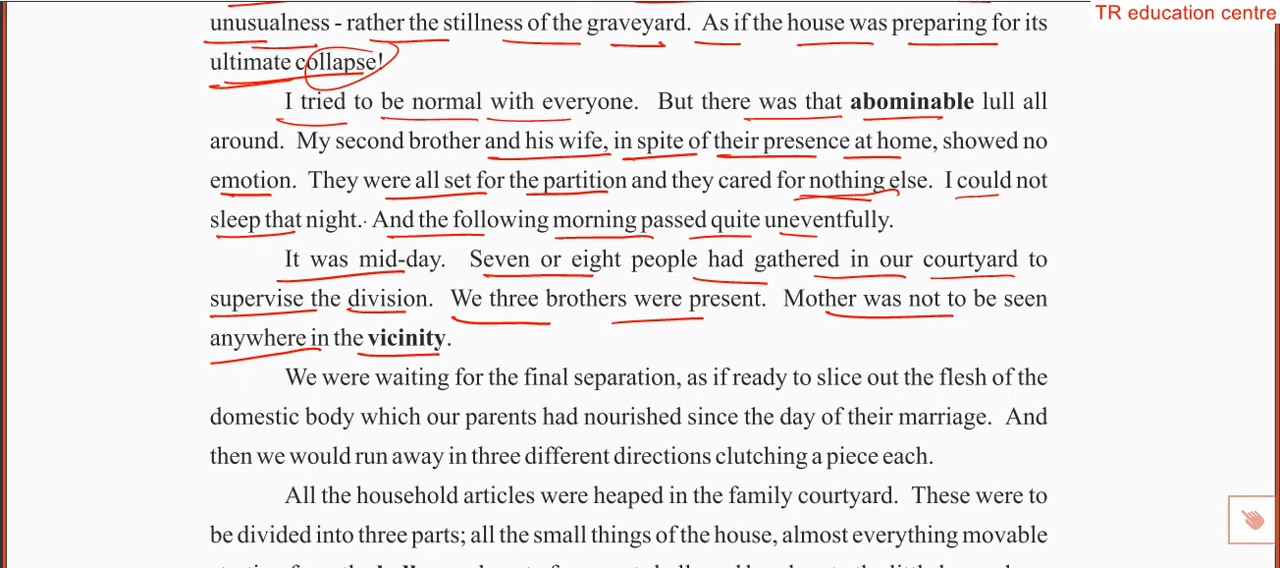 TR education centre
unusualness - rather the stillness of the graveyard. As if the house was preparing for its
ultimate collapse!
I tried to be normal with everyone. But there was that abominable lull all
around. My second brother and his wife, in spite of their presence at home, showed no
emotion. They were all set for the partition and they cared for nothing else. I could not
sleep that night. And the following morning passed quite uneventfully.
It was mid-day. Seven or eight people had gathered in our courtyard to
supervise the division. We three brothers were present. Mother was not to be seen
anywhere in the vicinity.
We were waiting for the final separation, as if ready to slice out the flesh of the
domestic body which our parents had nourished since the day of their marriage. And
then we would run away in three different directions clutching a piece each.
All the household articles were heaped in the family courtyard. These were to
be divided into three parts; all the small things of the house, almost everything movable